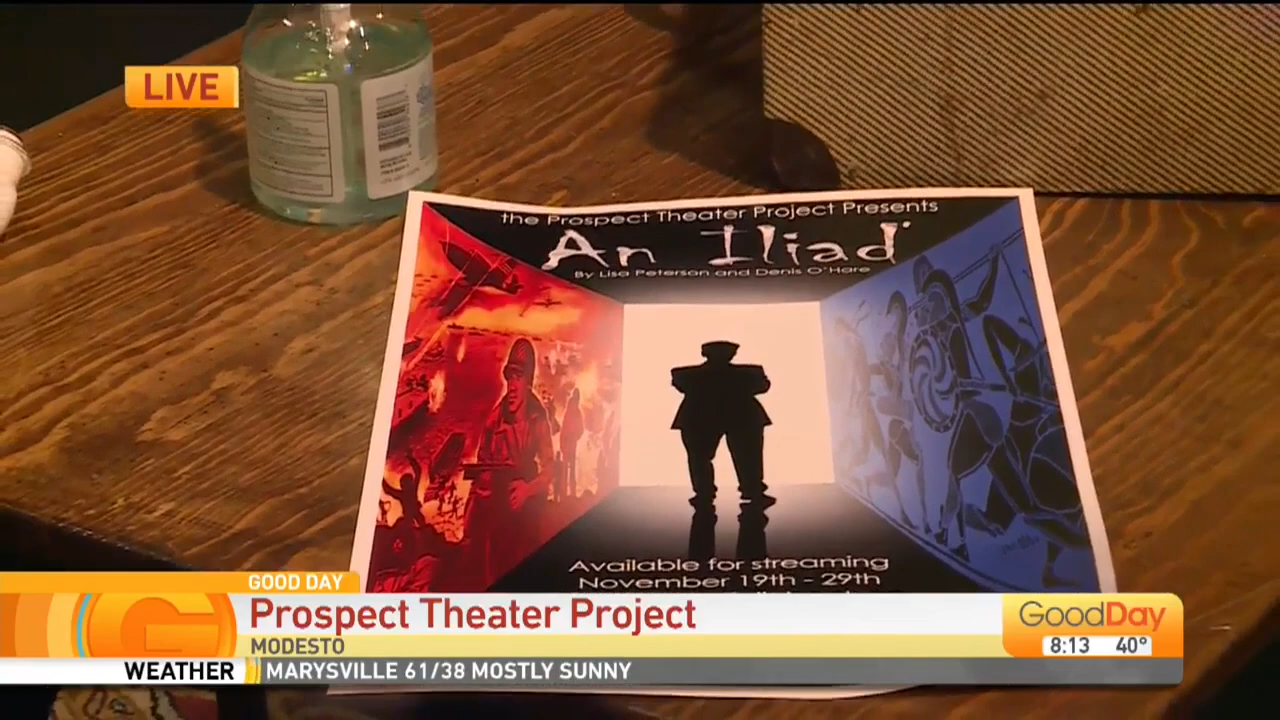 LIVE
the Prospect Theater Project Presents
An Iliad
By Lisa Peterson and Denis O'Hare
Available for streaming
November 19th - 29th
GOOD DAY
Prospect Theater Project
MODESTO
GoodDay
8:13 40°
WEATHER MARYSVILLE 61/38 MOSTLY SUNNY